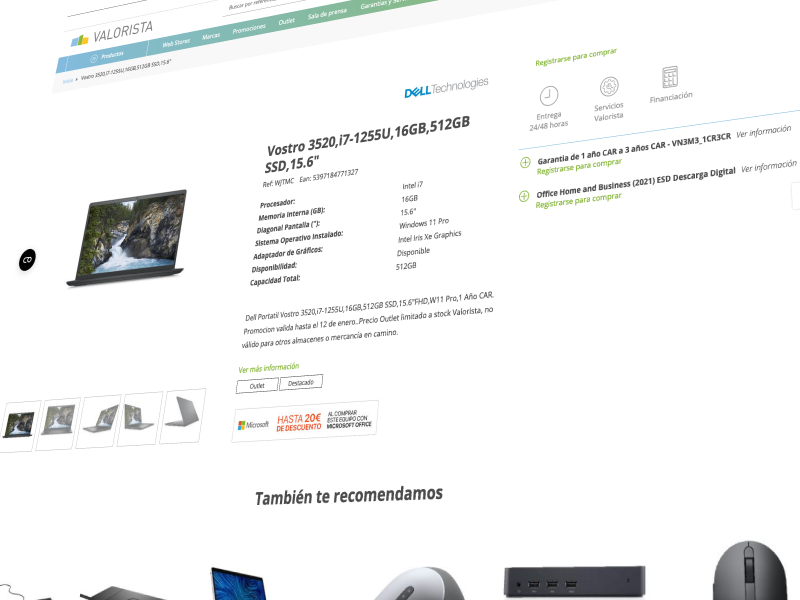 Buscar por referencia
VALORISTA
Productos
Web Stores
Marcas
Promociones
Outlet
Sala de prensa
Garantías y
Inicio ▸ Vostro 3520,i7-1255U,16GB,512GB SSD,15.6"
DELLTechnologies
Vostro 3520,i7-1255U,16GB,512GB
SSD,15.6"
Ref: WJTMC Ean: 5397184771327
Procesador: Intel i7
Memoria Interna (GB): 16GB
Diagonal Pantalla ("): 15.6"
Sistema Operativo Instalado: Windows 11 Pro
Adaptador de Gráficos: Intel Iris Xe Graphics
Disponibilidad: Disponible
Capacidad Total: 512GB
Dell Portatil Vostro 3520,i7-1255U,16GB,512GB SSD,15.6"FHD,W11 Pro,1 Año CAR.
Promocion valida hasta el 12 de enero..Precio Outlet limitado a stock Valorista, no
válido para otros almacenes o mercancía en camino.
Ver más información
Outlet
Destacado
Microsoft
HASTA 20€
DE DESCUENTO
AL COMPRAR
ESTE EQUIPO CON
MICROSOFT OFFICE
Registrarse para comprar
Entrega
24/48 horas
Servicios
Valorista
Financiación
Garantia de 1 año CAR a 3 años CAR - VN3M3_1CR3CR Ver información
Registrarse para comprar
Office Home and Business (2021) ESD Descarga Digital Ver información
Registrarse para comprar
También te recomendamos